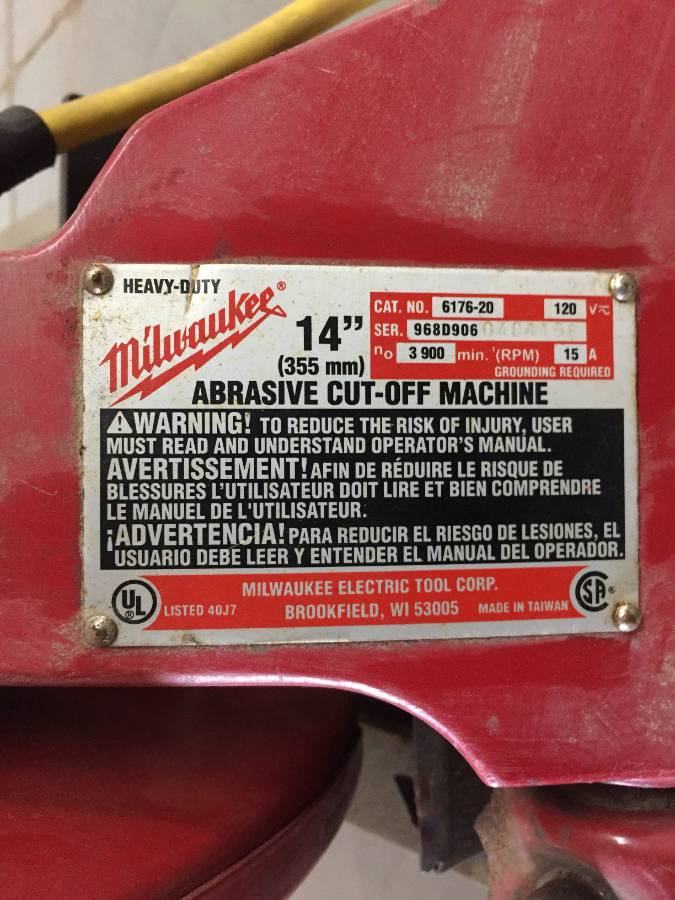 HEAVY-DUTY
Milwaukee®
14”
(355 mm)
CAT. NO. 6176-20 120 V
SER. 968D906
no 3 900 min.-1(RPM) 15 A
GROUNDING REQUIRED
ABRASIVE CUT-OFF MACHINE
WARNING! TO REDUCE THE RISK OF INJURY, USER
MUST READ AND UNDERSTAND OPERATOR'S MANUAL.
AVERTISSEMENT! AFIN DE RÉDUIRE LE RISQUE DE
BLESSURES L'UTILISATEUR DOIT LIRE ET BIEN COMPRENDRE
LE MANUEL DE L'UTILISATEUR.
¡ADVERTENCIA! PARA REDUCIR EL RIESGO DE LESIONES, EL
USUARIO DEBE LEER Y ENTENDER EL MANUAL DEL OPERADOR.
UL LISTED 40J7
MILWAUKEE ELECTRIC TOOL CORP.
BROOKFIELD, WI 53005
MADE IN TAIWAN
SA®